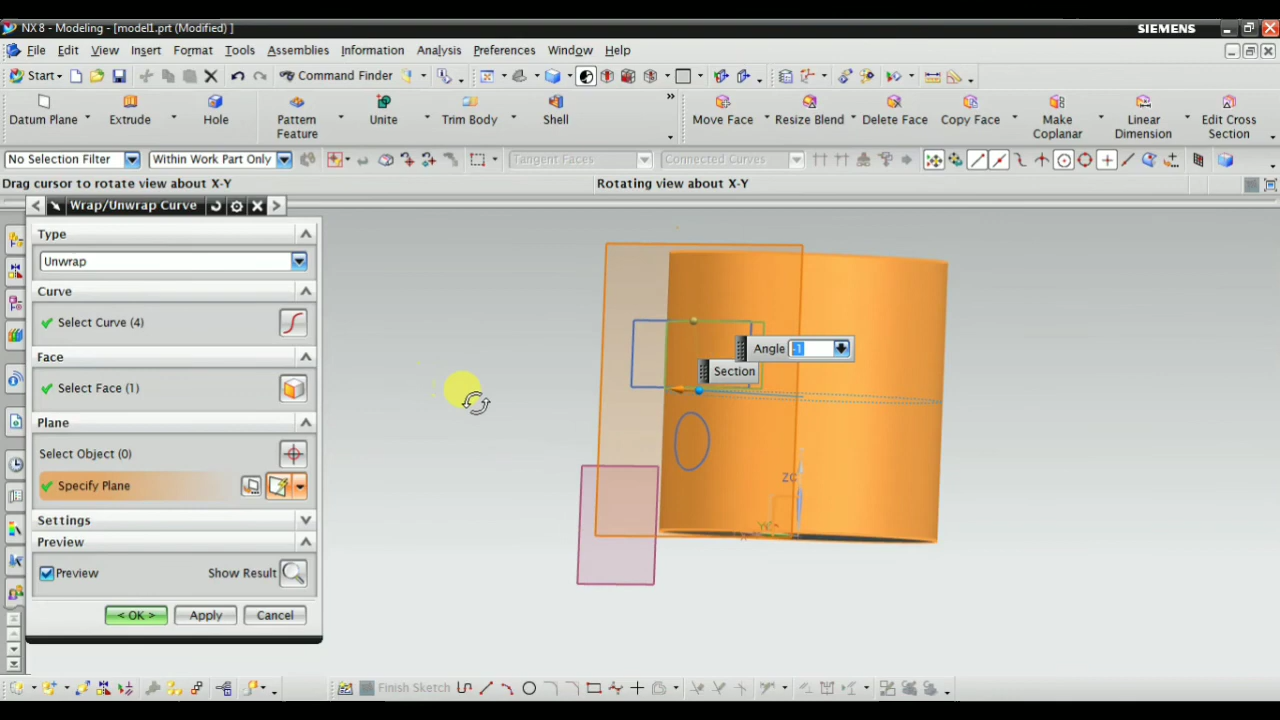 NX 8 - Modeling - [model1.prt (Modified) ]
SIEMENS
File Edit View Insert Format Tools Assemblies Information Analysis Preferences Window Help
Start Command Finder
Datum Plane Extrude Hole Pattern Feature Unite Trim Body Shell » Move Face Resize Blend Delete Face Copy Face Make Coplanar Linear Dimension Edit Cross Section
No Selection Filter Within Work Part Only Tangent Faces Connected Curves
Drag cursor to rotate view about X-Y Rotating view about X-Y
Wrap/Unwrap Curve
Type
Unwrap
Curve
Select Curve (4)
Face
Select Face (1)
Plane
Select Object (0)
Specify Plane
Settings
Preview
Preview Show Result
< OK > Apply Cancel
Angle -1
Section
ZC
Finish Sketch